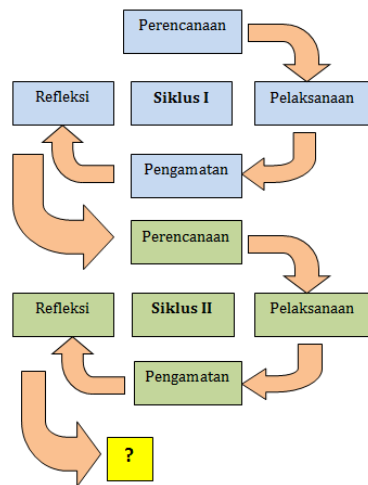 Perencanaan
Refleksi
Siklus I
Pelaksanaan
Pengamatan
Perencanaan
Refleksi
Siklus II
Pelaksanaan
Pengamatan
?